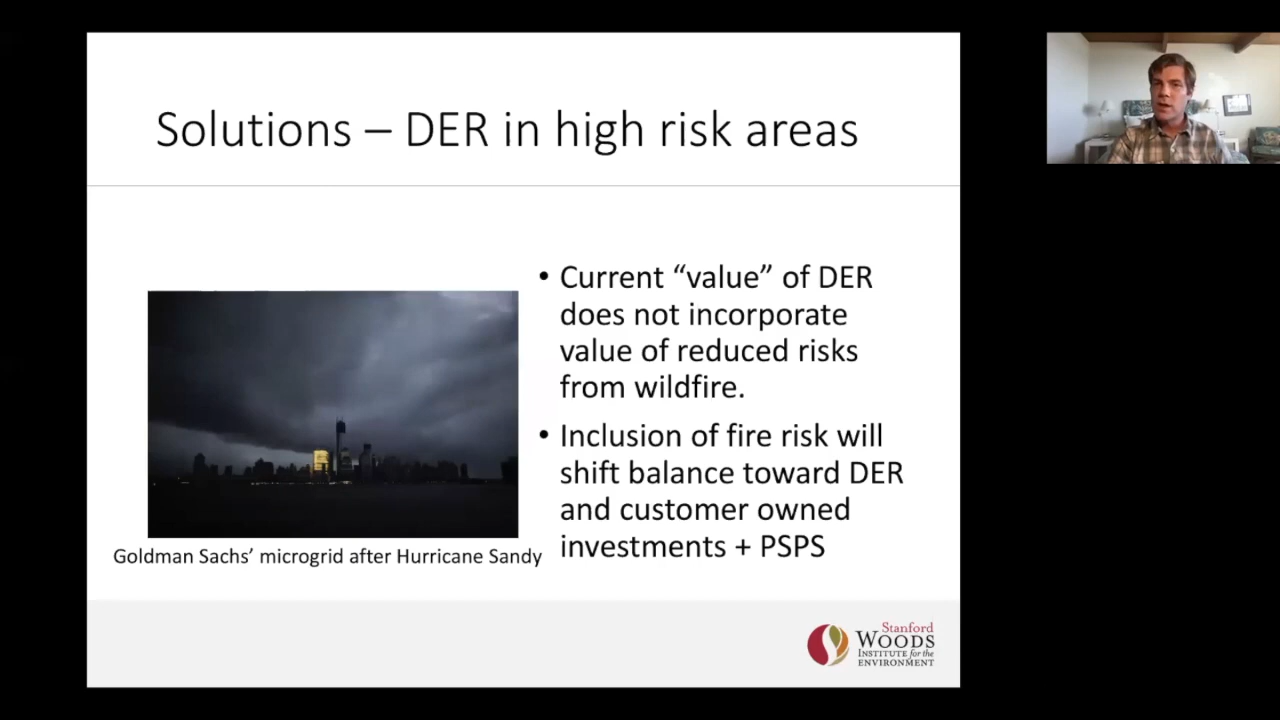 Solutions – DER in high risk areas
• Current “value” of DER
does not incorporate
value of reduced risks
from wildfire.
• Inclusion of fire risk will
shift balance toward DER
and customer owned
investments + PSPS
Goldman Sachs’ microgrid after Hurricane Sandy
Stanford
WOODS
INSTITUTE for the
ENVIRONMENT